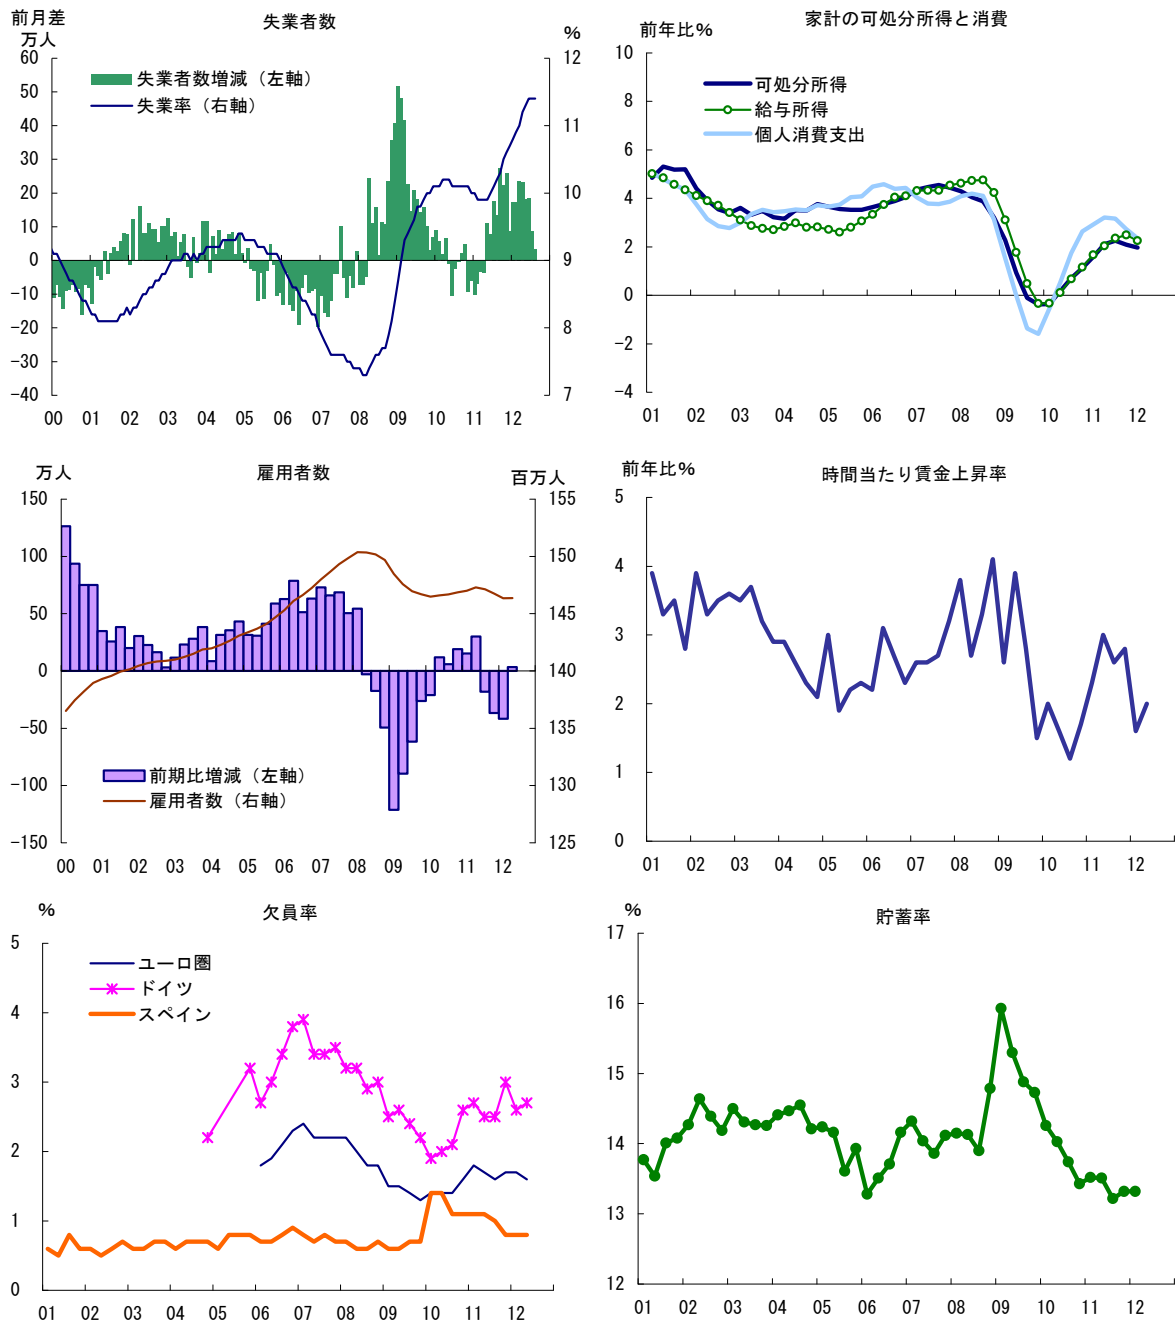 失業者数
前月差
万人
%
60
50
40
30
20
10
0
-10
-20
-30
-40
12
11
10
9
8
7
失業者数増減（左軸）
失業率（右軸）
00 01 02 03 04 05 06 07 08 09 10 11 12
家計の可処分所得と消費
前年比%
10
8
6
4
2
0
-2
-4
可処分所得
給与所得
個人消費支出
01 02 03 04 05 06 07 08 09 10 11 12
雇用者数
万人
百万人
150
100
50
0
-50
-100
-150
155
150
145
140
135
130
125
前期比増減（左軸）
雇用者数（右軸）
00 01 02 03 04 05 06 07 08 09 10 11 12
時間当たり賃金上昇率
前年比%
5
4
3
2
1
0
01 02 03 04 05 06 07 08 09 10 11 12
欠員率
%
5
4
3
2
1
0
ユーロ圏
ドイツ
スペイン
01 02 03 04 05 06 07 08 09 10 11 12
貯蓄率
%
17
16
15
14
13
12
01 02 03 04 05 06 07 08 09 10 11 12